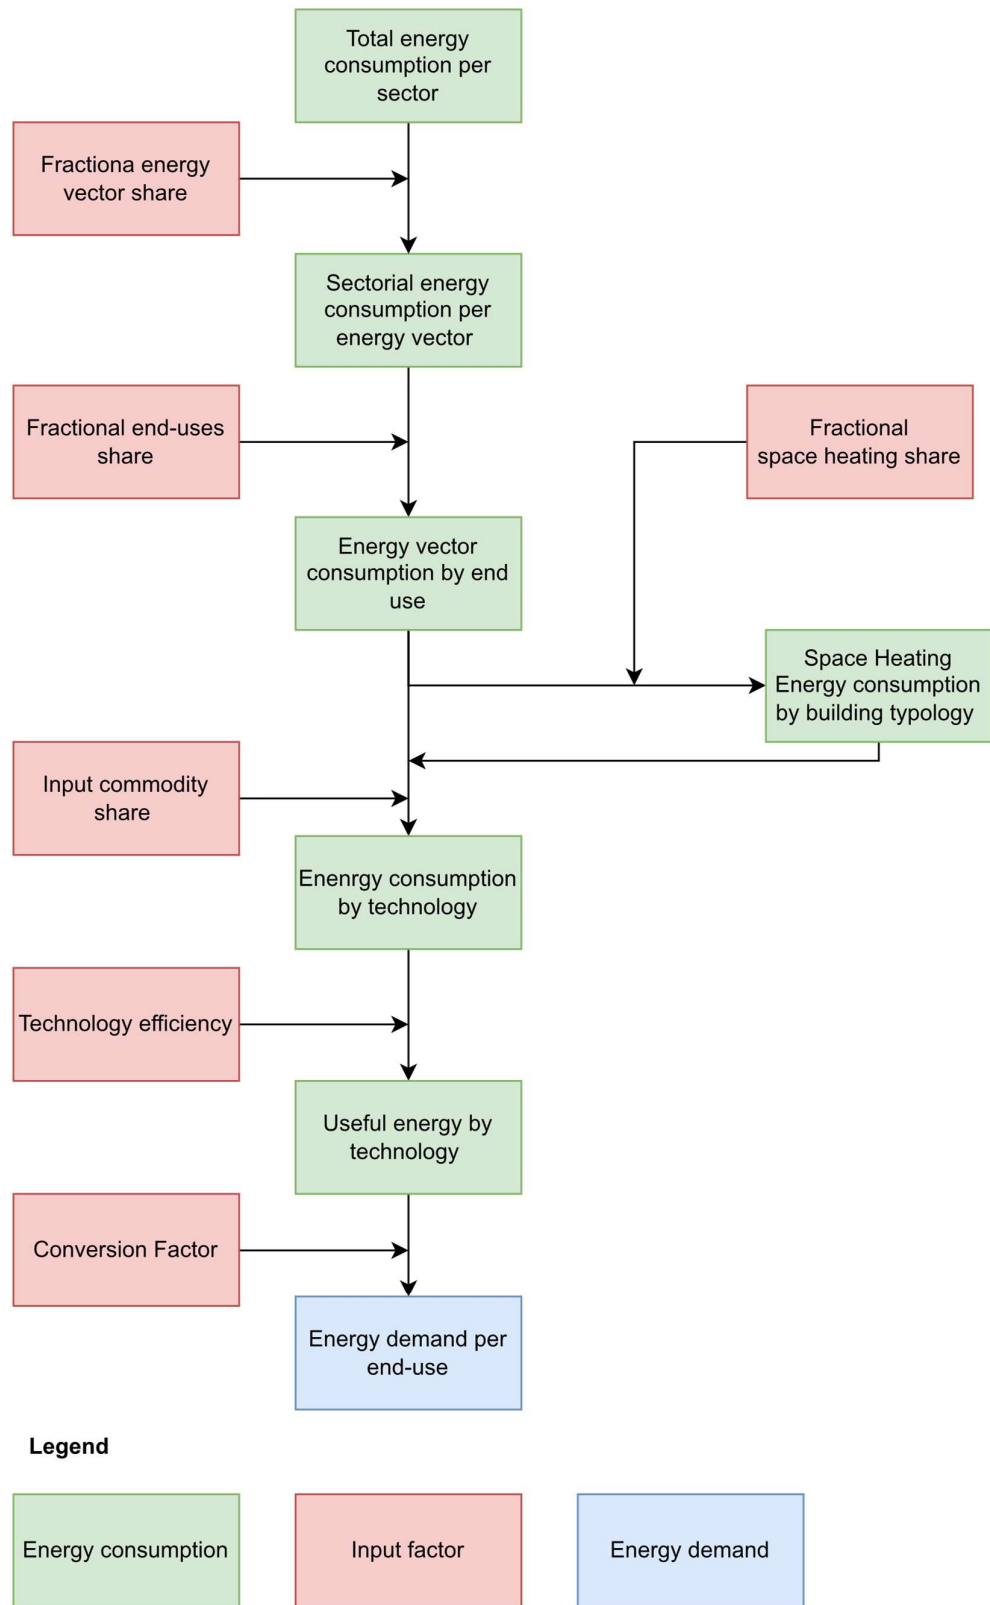 Total energy
consumption per
sector
Fractiona energy
vector share
Sectorial energy
consumption per
energy vector
Fractional end-uses
share
Fractional
space heating share
Energy vector
consumption by end
use
Space Heating
Energy consumption
by building typology
Input commodity
share
Enenrgy consumption
by technology
Technology efficiency
Useful energy by
technology
Conversion Factor
Energy demand per
end-use
Legend
Energy consumption
Input factor
Energy demand